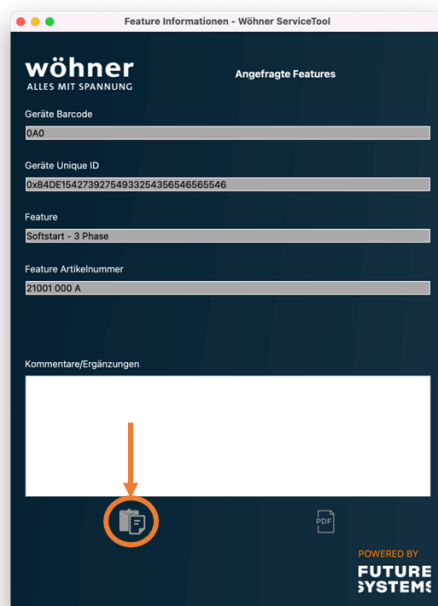 Feature Informationen - Wöhner ServiceTool
wöhner
ALLES MIT SPANNUNG
Angefragte Features
Geräte Barcode
0A0
Geräte Unique ID
0x84DE15427392754933254356546565546
Feature
Softstart - 3 Phase
Feature Artikelnummer
21001 000 A
Kommentare/Ergänzungen
PDF
POWERED BY
FUTURE
SYSTEMS